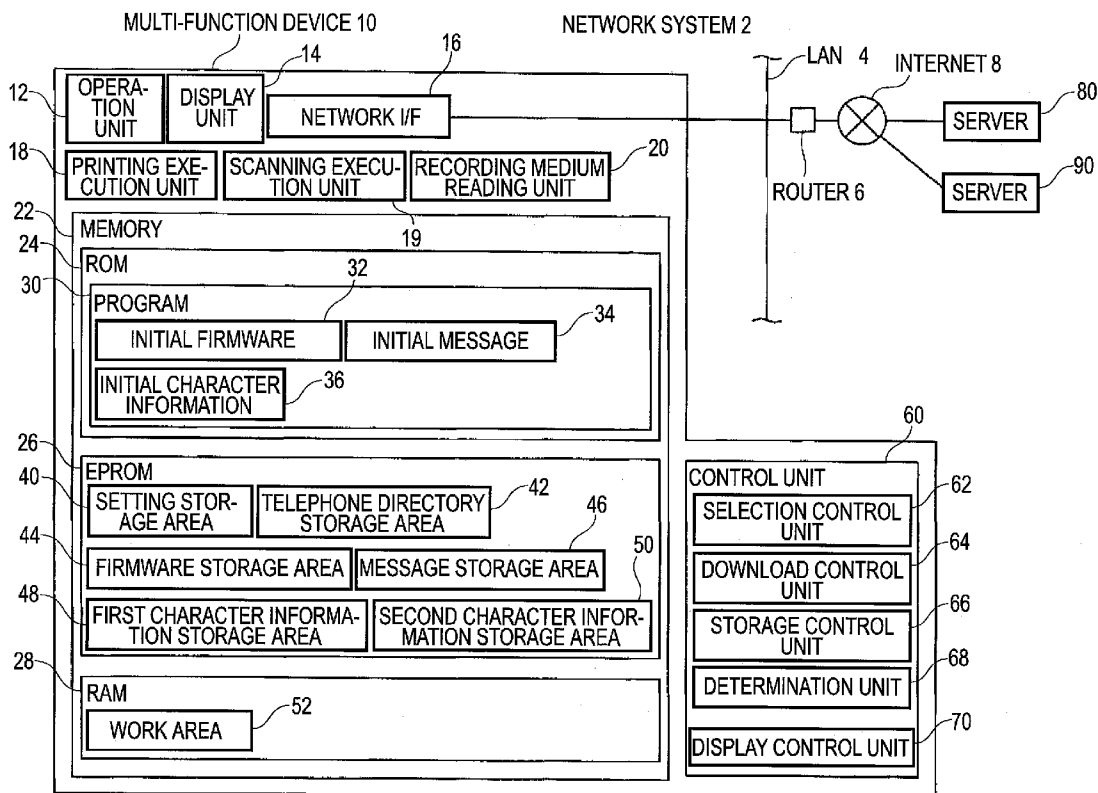 MULTI-FUNCTION DEVICE 10
NETWORK SYSTEM 2
12
OPERA-
TION
UNIT
14
DISPLAY
UNIT
16
NETWORK I/F
LAN 4
INTERNET 8
ROUTER 6
80
SERVER
90
SERVER
18
PRINTING EXE-
CUTION UNIT
SCANNING EXECU-
TION UNIT
19
20
RECORDING MEDIUM
READING UNIT
22
MEMORY
24
ROM
30
PROGRAM
32
INITIAL FIRMWARE
34
INITIAL MESSAGE
36
INITIAL CHARACTER
INFORMATION
26
EPROM
40
SETTING STOR-
AGE AREA
42
TELEPHONE DIRECTORY
STORAGE AREA
44
FIRMWARE STORAGE AREA
46
MESSAGE STORAGE AREA
48
FIRST CHARACTER INFORMA-
TION STORAGE AREA
50
SECOND CHARACTER INFOR-
MATION STORAGE AREA
28
RAM
52
WORK AREA
60
CONTROL UNIT
62
SELECTION CONTROL
UNIT
64
DOWNLOAD CONTROL
UNIT
66
STORAGE CONTROL
UNIT
68
DETERMINATION UNIT
70
DISPLAY CONTROL UNIT